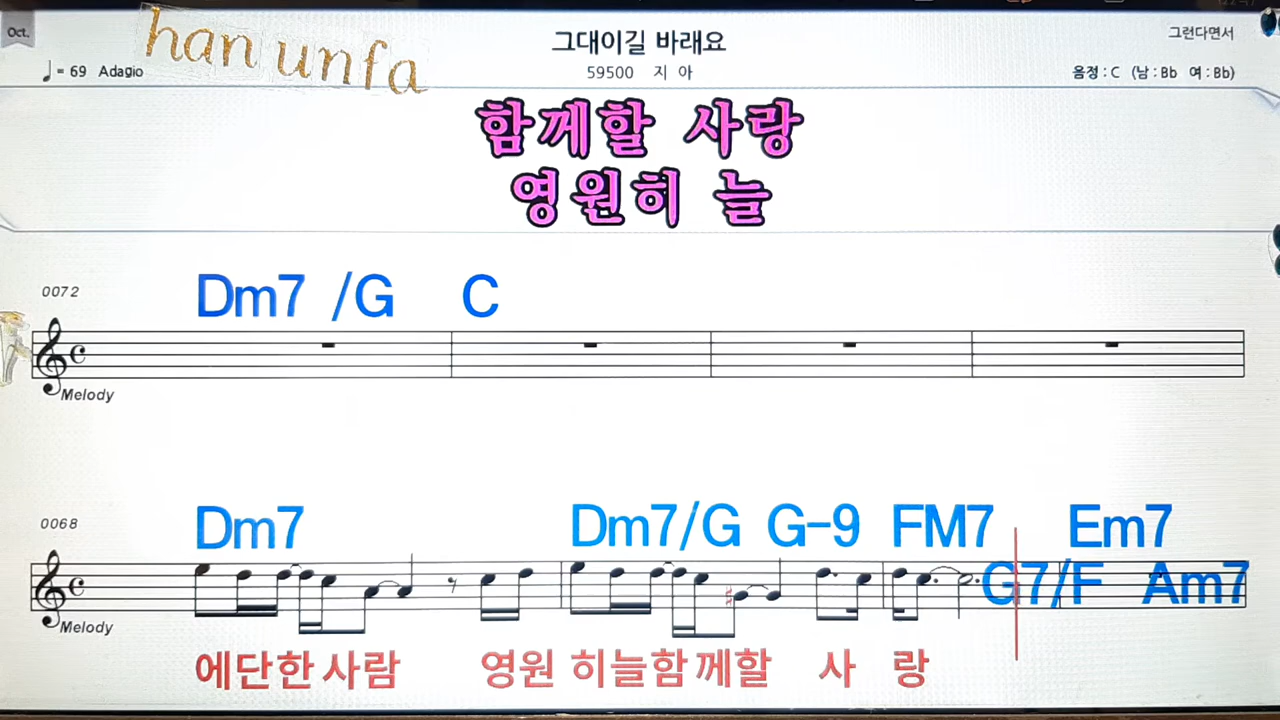 Oct.
han unfa
그대이길 바래요
그런다면서
♩= 69 Adagio
59500 지 아
음정 : C (남 : Bb 여 : Bb)
함께할 사랑
영원히 늘
0072
Dm7 /G C
Melody
0068
Dm7 Dm7/G G-9 FM7 Em7
G7/F Am7
Melody
에단한 사람 영원 히늘함 께할 사 랑